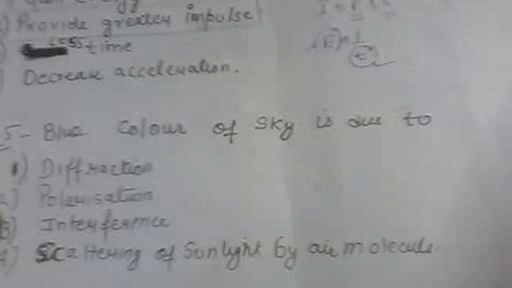 Provide greater impulse
Less time
Decrease acceleration.
5- Blue Colour of Sky is due to
1) Diffraction
2) Polarisation
3) Interference
4) Scattering of Sunlight by air molecule